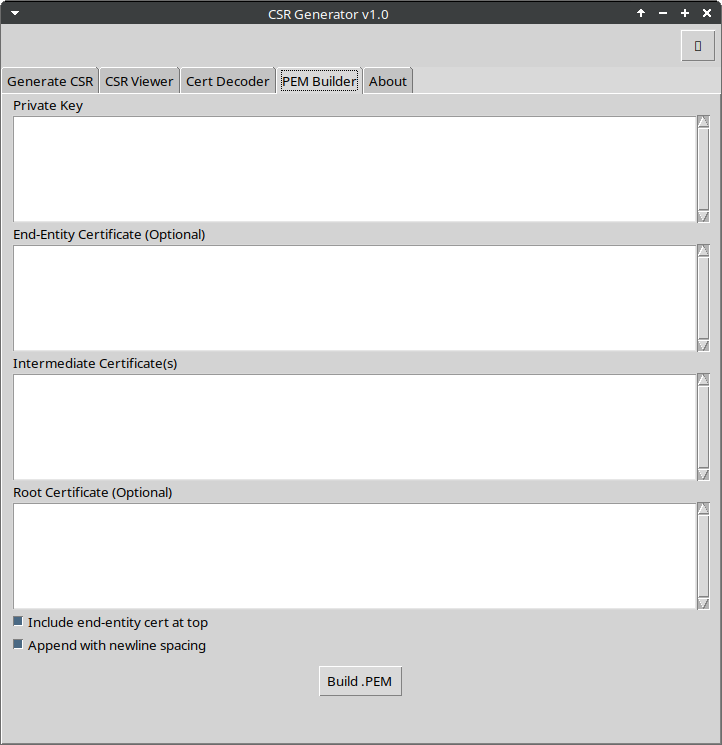 CSR Generator v1.0
Generate CSR CSR Viewer Cert Decoder PEM Builder About
Private Key
End-Entity Certificate (Optional)
Intermediate Certificate(s)
Root Certificate (Optional)
Include end-entity cert at top
Append with newline spacing
Build .PEM